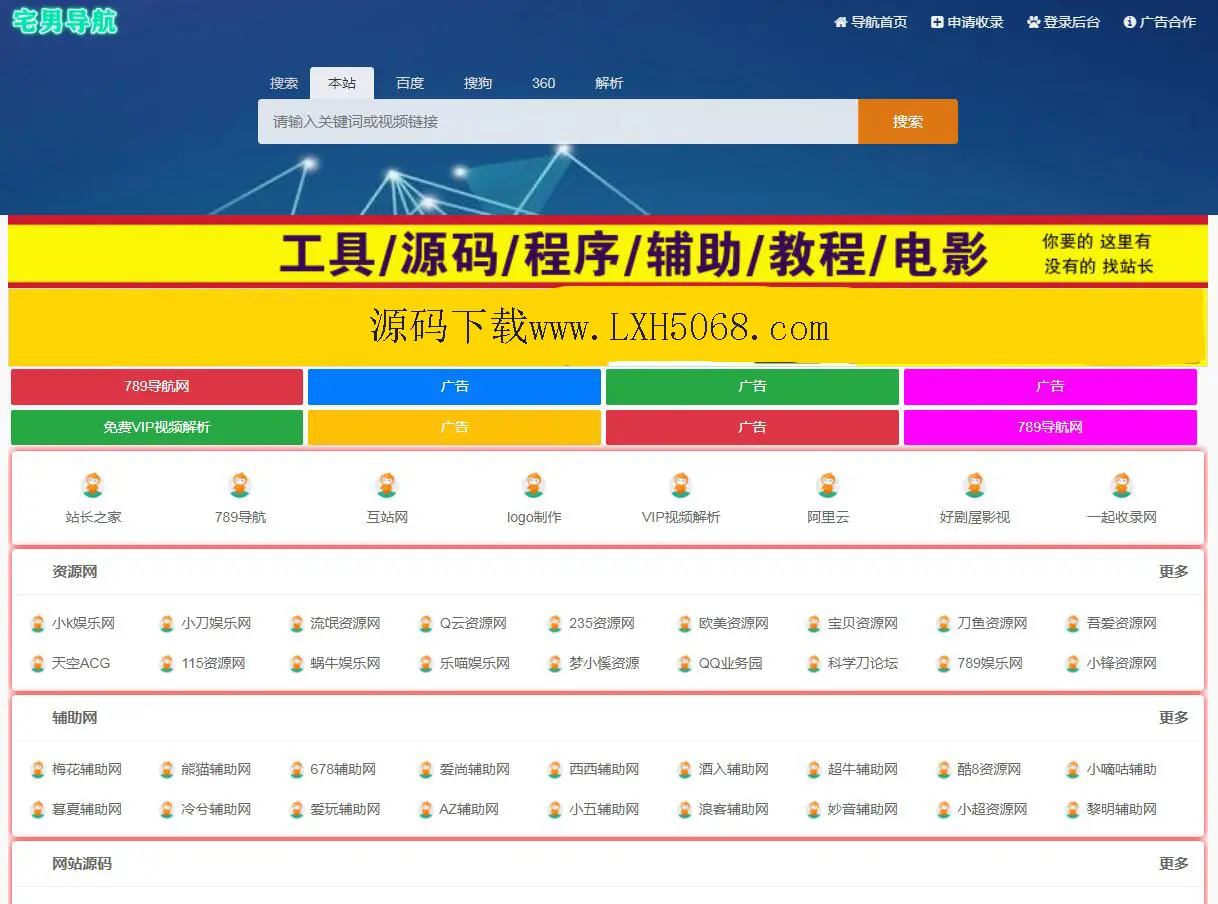 宅男导航
导航首页 申请收录 登录后台 广告合作
搜索 本站 百度 搜狗 360 解析
请输入关键词或视频链接 搜索
工具/源码/程序/辅助/教程/电影
你要的 这里有
没有的 找站长
源码下载www.LXH5068.com
789导航网 广告 广告 广告
免费VIP视频解析 广告 广告 789导航网
站长之家 789导航 互站网 logo制作 VIP视频解析 阿里云 好剧屋影视 一起收录网
资源网 更多
小k娱乐网 小刀娱乐网 流氓资源网 Q云资源网 235资源网 欧美资源网 宝贝资源网 刀鱼资源网 吾爱资源网
天空ACG 115资源网 蜗牛娱乐网 乐喵娱乐网 梦小慀资源 QQ业务园 科学刀论坛 789娱乐网 小锋资源网
辅助网 更多
梅花辅助网 熊猫辅助网 678辅助网 爱尚辅助网 西西辅助网 酒入辅助网 超牛辅助网 酷8资源网 小嘀咕辅助
暮夏辅助网 冷兮辅助网 爱玩辅助网 AZ辅助网 小五辅助网 浪客辅助网 妙音辅助网 小超资源网 黎明辅助网
网站源码 更多